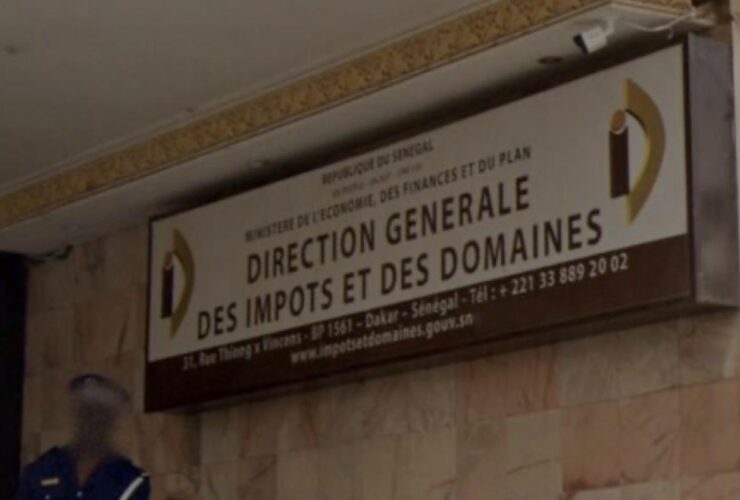 REPUBLIQUE DU SENEGAL
MINISTERE DE L'ECONOMIE, DES FINANCES ET DU PLAN
DIRECTION GENERALE
DES IMPOTS ET DES DOMAINES
31, Rue Thiong x Vincens - BP 1561 - Dakar - Sénégal - Tél : + 221 33 889 20 02
www.impotsetdomaines.gouv.sn